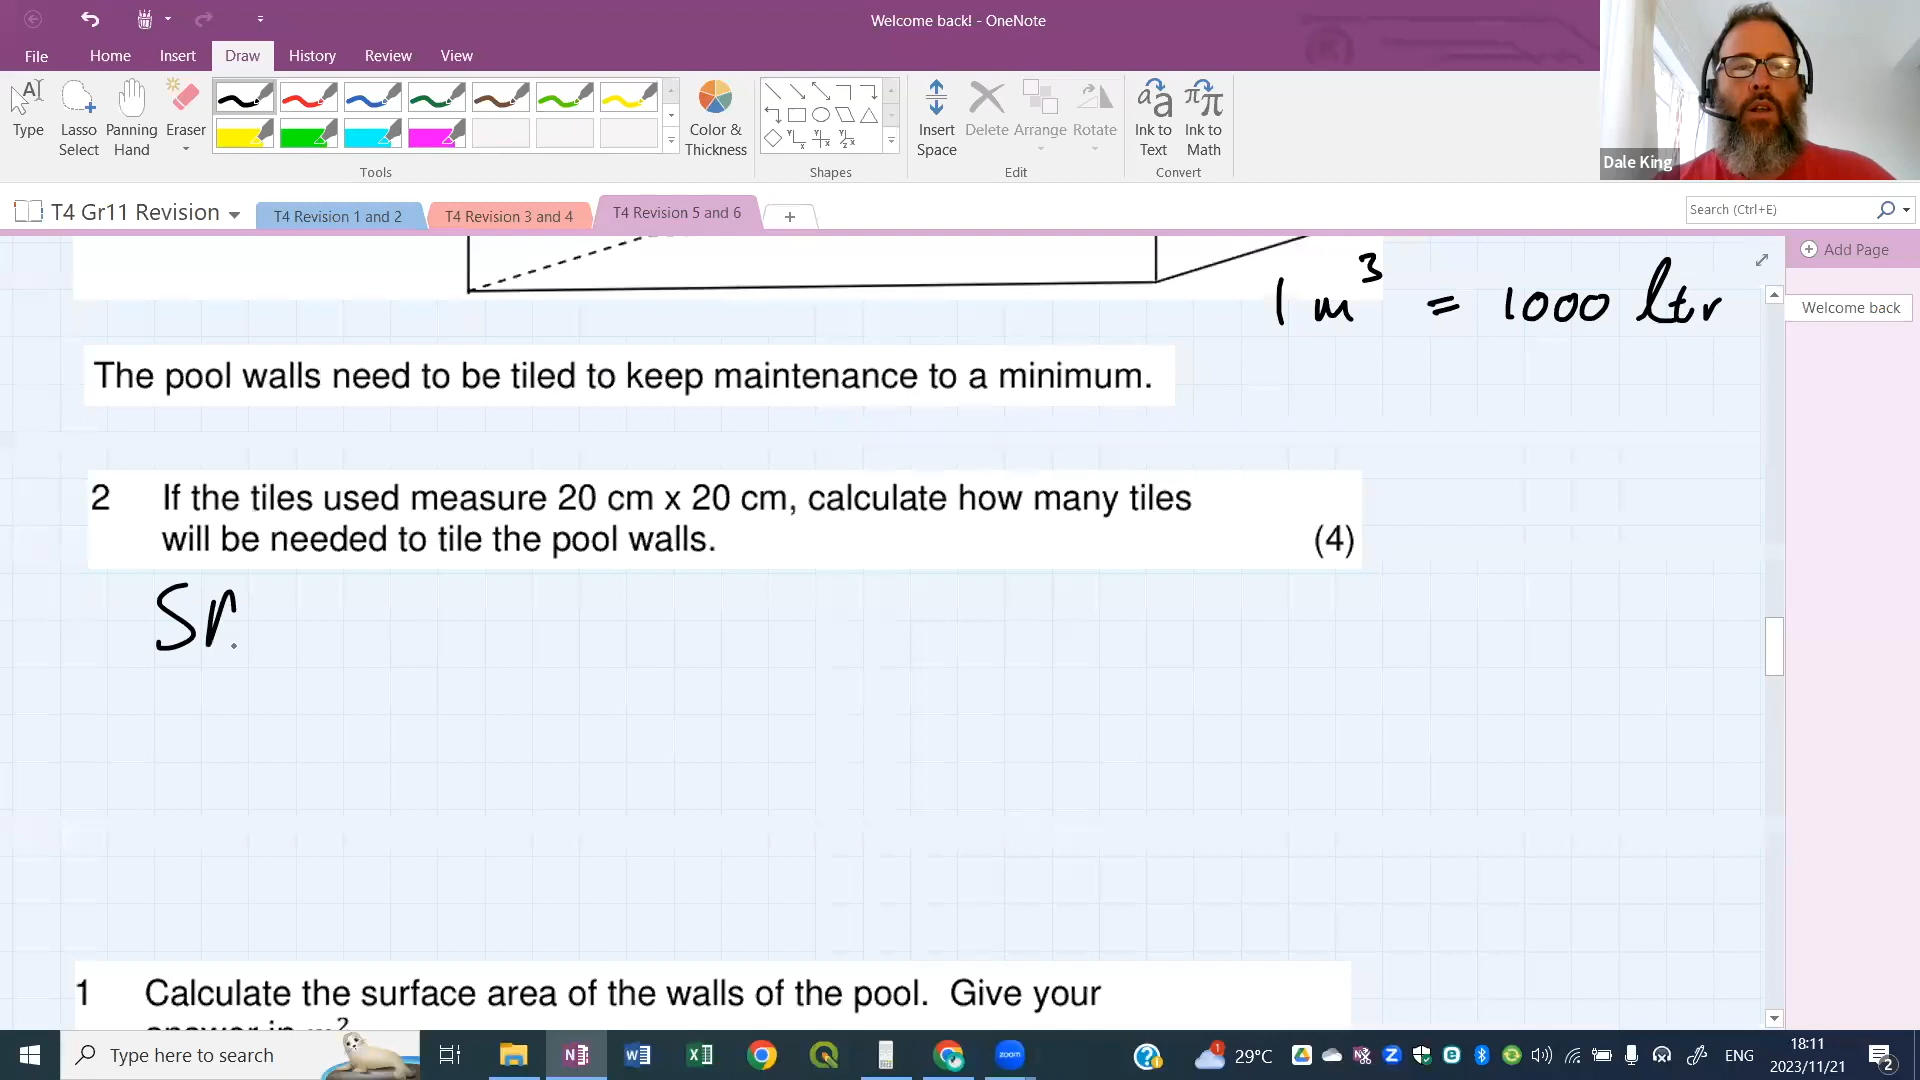 Welcome back! - OneNote
File
Home
Insert
Draw
History
Review
View
Type
Lasso
Select
Panning
Hand
Eraser
Color &
Thickness
Insert
Space
Delete
Arrange
Rotate
Ink to
Text
Ink to
Math
Tools
Shapes
Edit
Convert
Dale King
T4 Gr11 Revision
T4 Revision 1 and 2
T4 Revision 3 and 4
T4 Revision 5 and 6
Search (Ctrl+E)
Add Page
Welcome back
1 m³ = 1000 ltr
The pool walls need to be tiled to keep maintenance to a minimum.
2 If the tiles used measure 20 cm x 20 cm, calculate how many tiles
will be needed to tile the pool walls. (4)
1 Calculate the surface area of the walls of the pool. Give your
Type here to search
29°C
ENG
18:11
2023/11/21
2